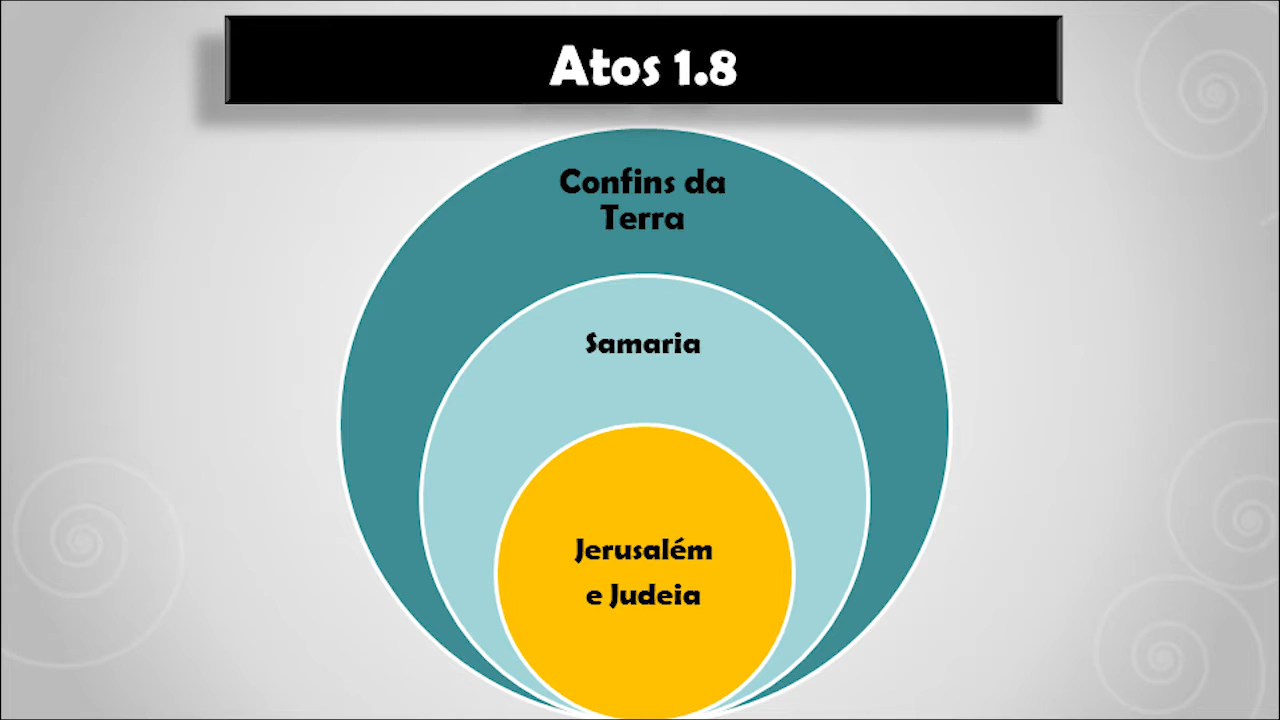 Atos 1.8
Confins da
Terra
Samaria
Jerusalém
e Judeia